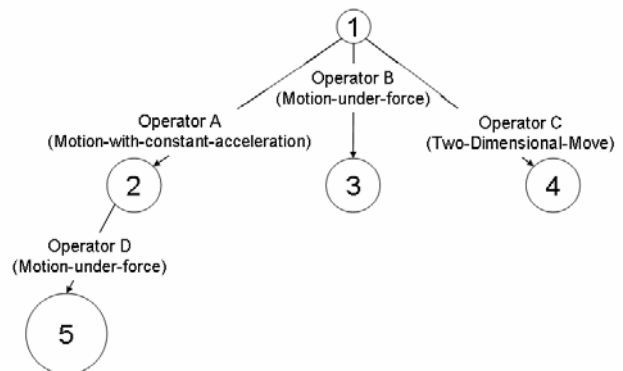 1
Operator B
(Motion-under-force)
Operator A
(Motion-with-constant-acceleration)
Operator C
(Two-Dimensional-Move)
2
3
4
Operator D
(Motion-under-force)
5